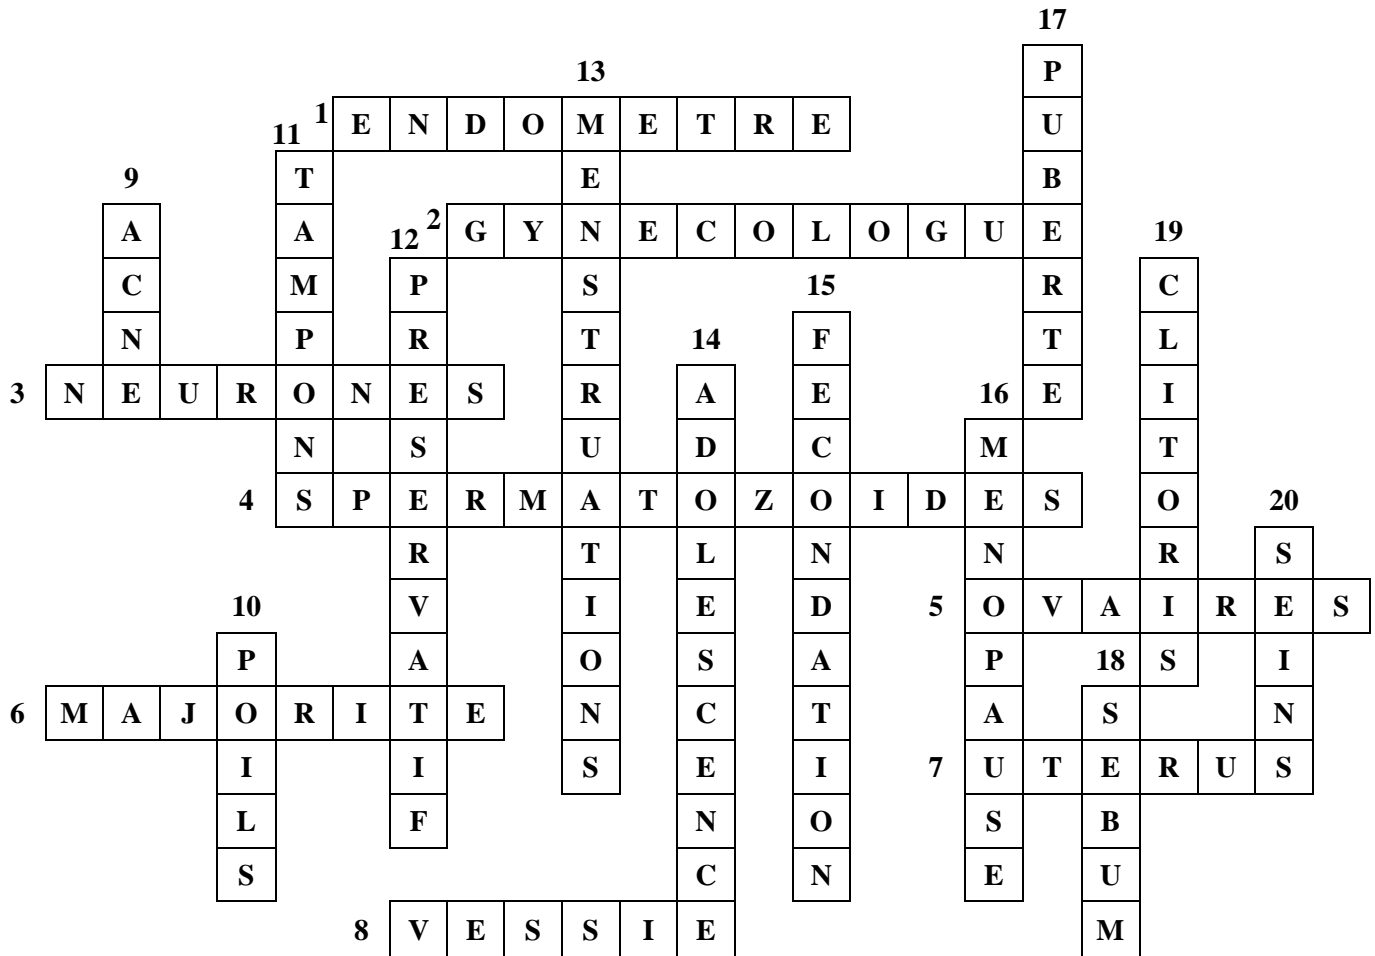 17
13 P
11 1 E N D O M E T R E U
9 T E B
A A 12 2 G Y N E C O L O G U E 19
C M P S 15 R C
N P R T 14 F T L
3 N E U R O N E S R A E 16 E I
N S U D C M T
4 S P E R M A T O Z O I D E S O 20
R T L N N R S
10 V I E D 5 O V A I R E S
P A O S A P 18 S I
6 M A J O R I T E N C T A S N
I I S E I 7 U T E R U S
L F N O S B
S C N E U
8 V E S S I E M